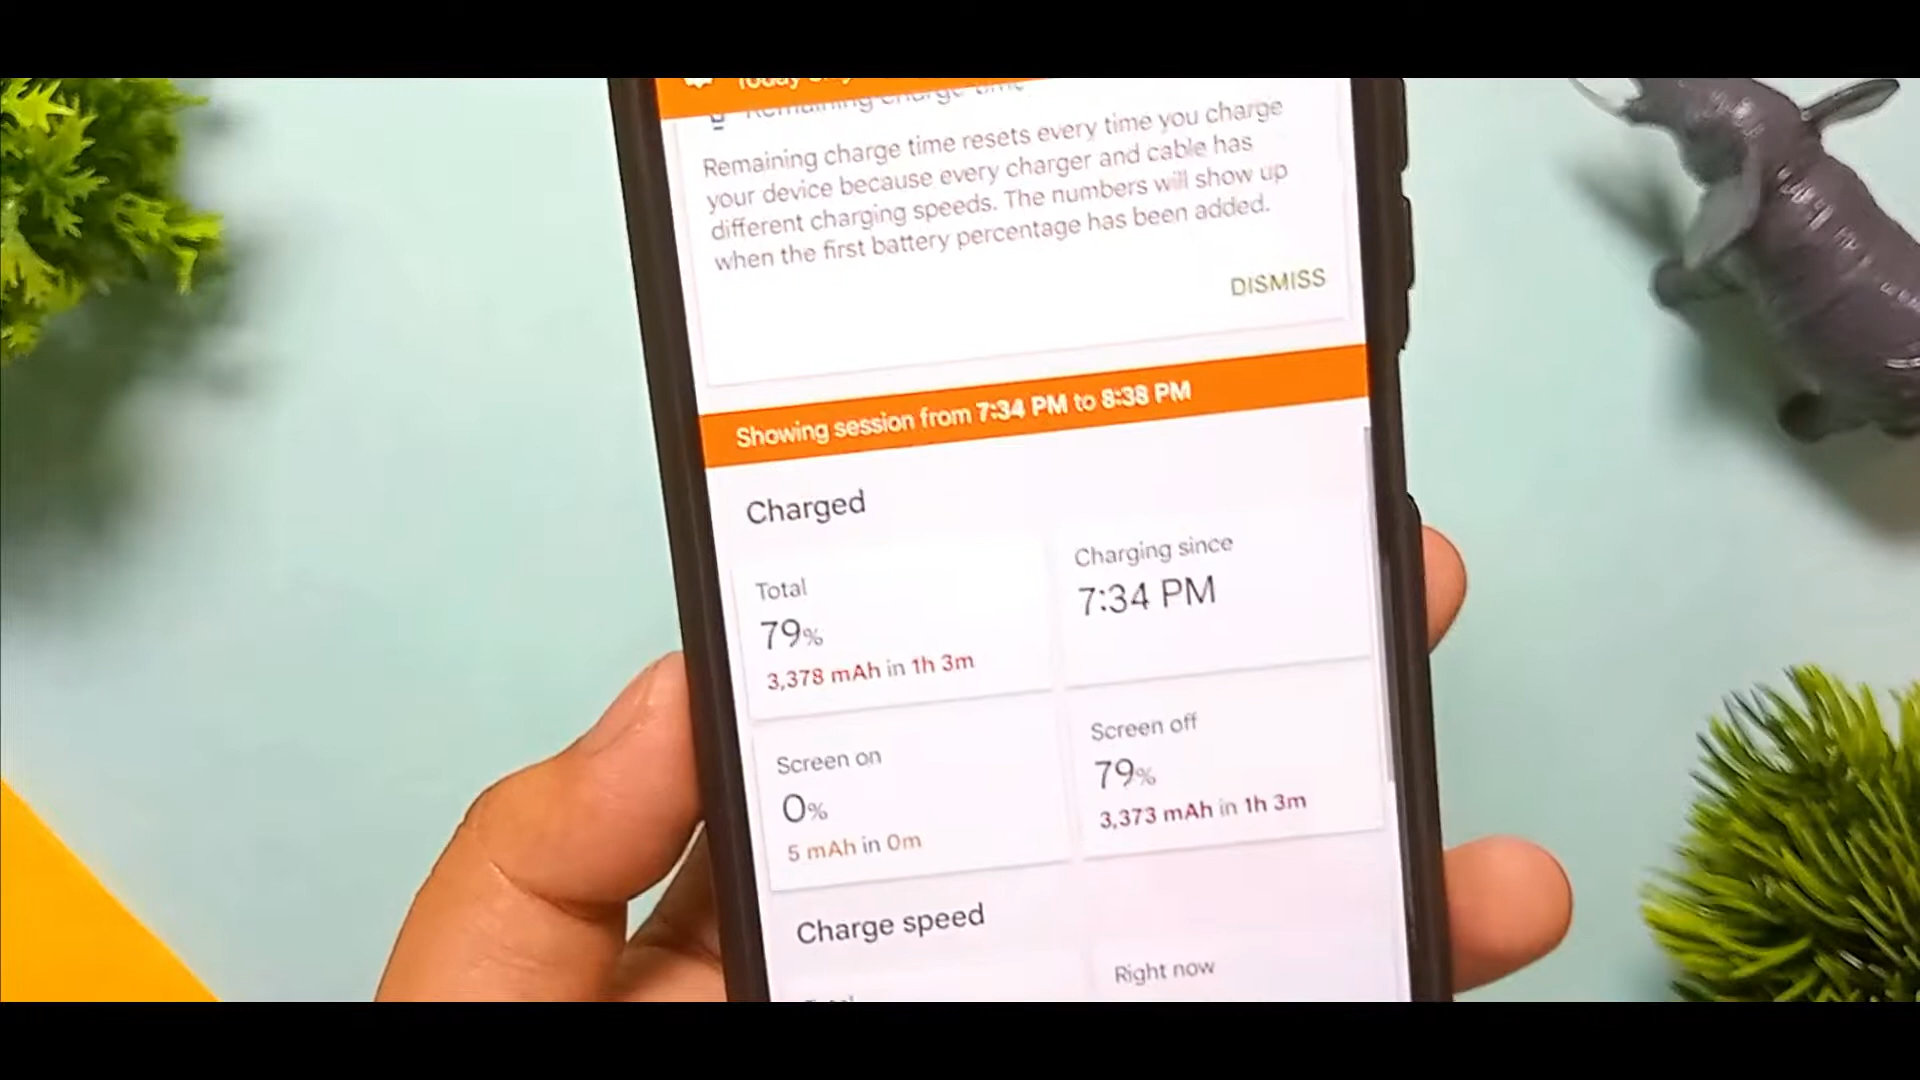 Today only
Remaining charge time
Remaining charge time resets every time you charge
your device because every charger and cable has
different charging speeds. The numbers will show up
when the first battery percentage has been added.
DISMISS
Showing session from 7:34 PM to 8:38 PM
Charged
Total
79%
3,378 mAh in 1h 3m
Charging since
7:34 PM
Screen on
0%
5 mAh in 0m
Screen off
79%
3,373 mAh in 1h 3m
Charge speed
Total
Right now